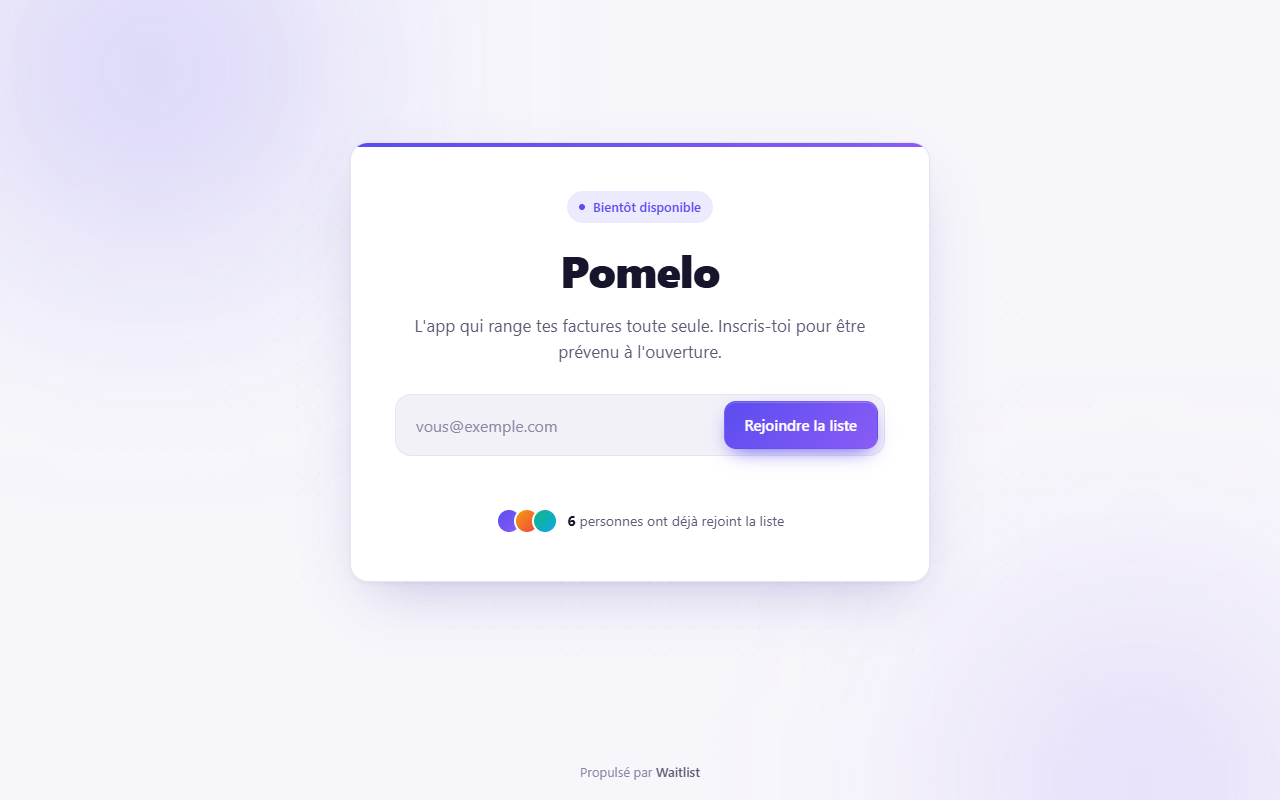 Bientôt disponible
Pomelo
L'app qui range tes factures toute seule. Inscris-toi pour être
prévenu à l'ouverture.
vous@exemple.com
Rejoindre la liste
6 personnes ont déjà rejoint la liste
Propulsé par Waitlist